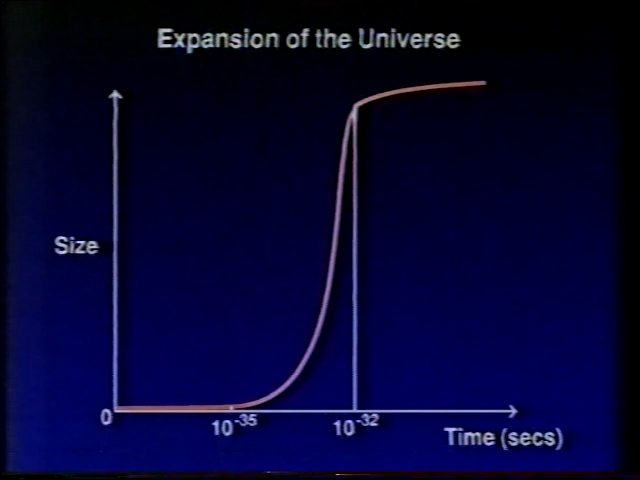 Expansion of the Universe
Size
0
10⁻³⁵
10⁻³²
Time (secs)